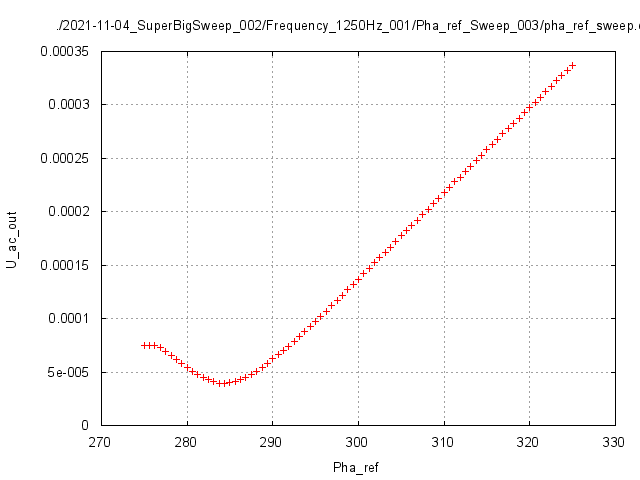 ./2021-11-04_SuperBigSweep_002/Frequency_1250Hz_001/Pha_ref_Sweep_003/pha_ref_sweep.
0.00035
0.0003
0.00025
0.0002
0.00015
0.0001
5e-005
0
U_ac_out
270 280 290 300 310 320 330
Pha_ref